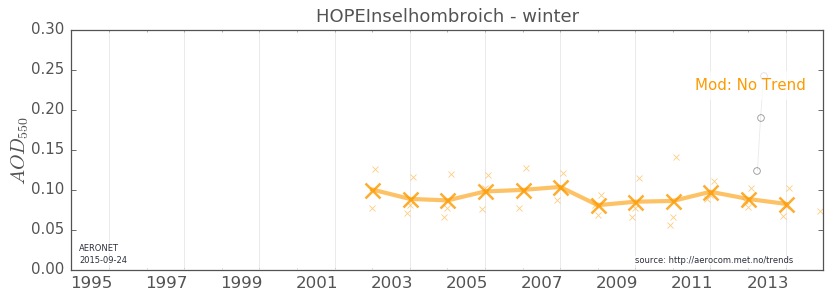 HOPEInselhombroich - winter
0.30
0.25
0.20
0.15
0.10
0.05
0.00
AOD550
Mod: No Trend
AERONET
2015-09-24
source: http://aerocom.met.no/trends
1995 1997 1999 2001 2003 2005 2007 2009 2011 2013